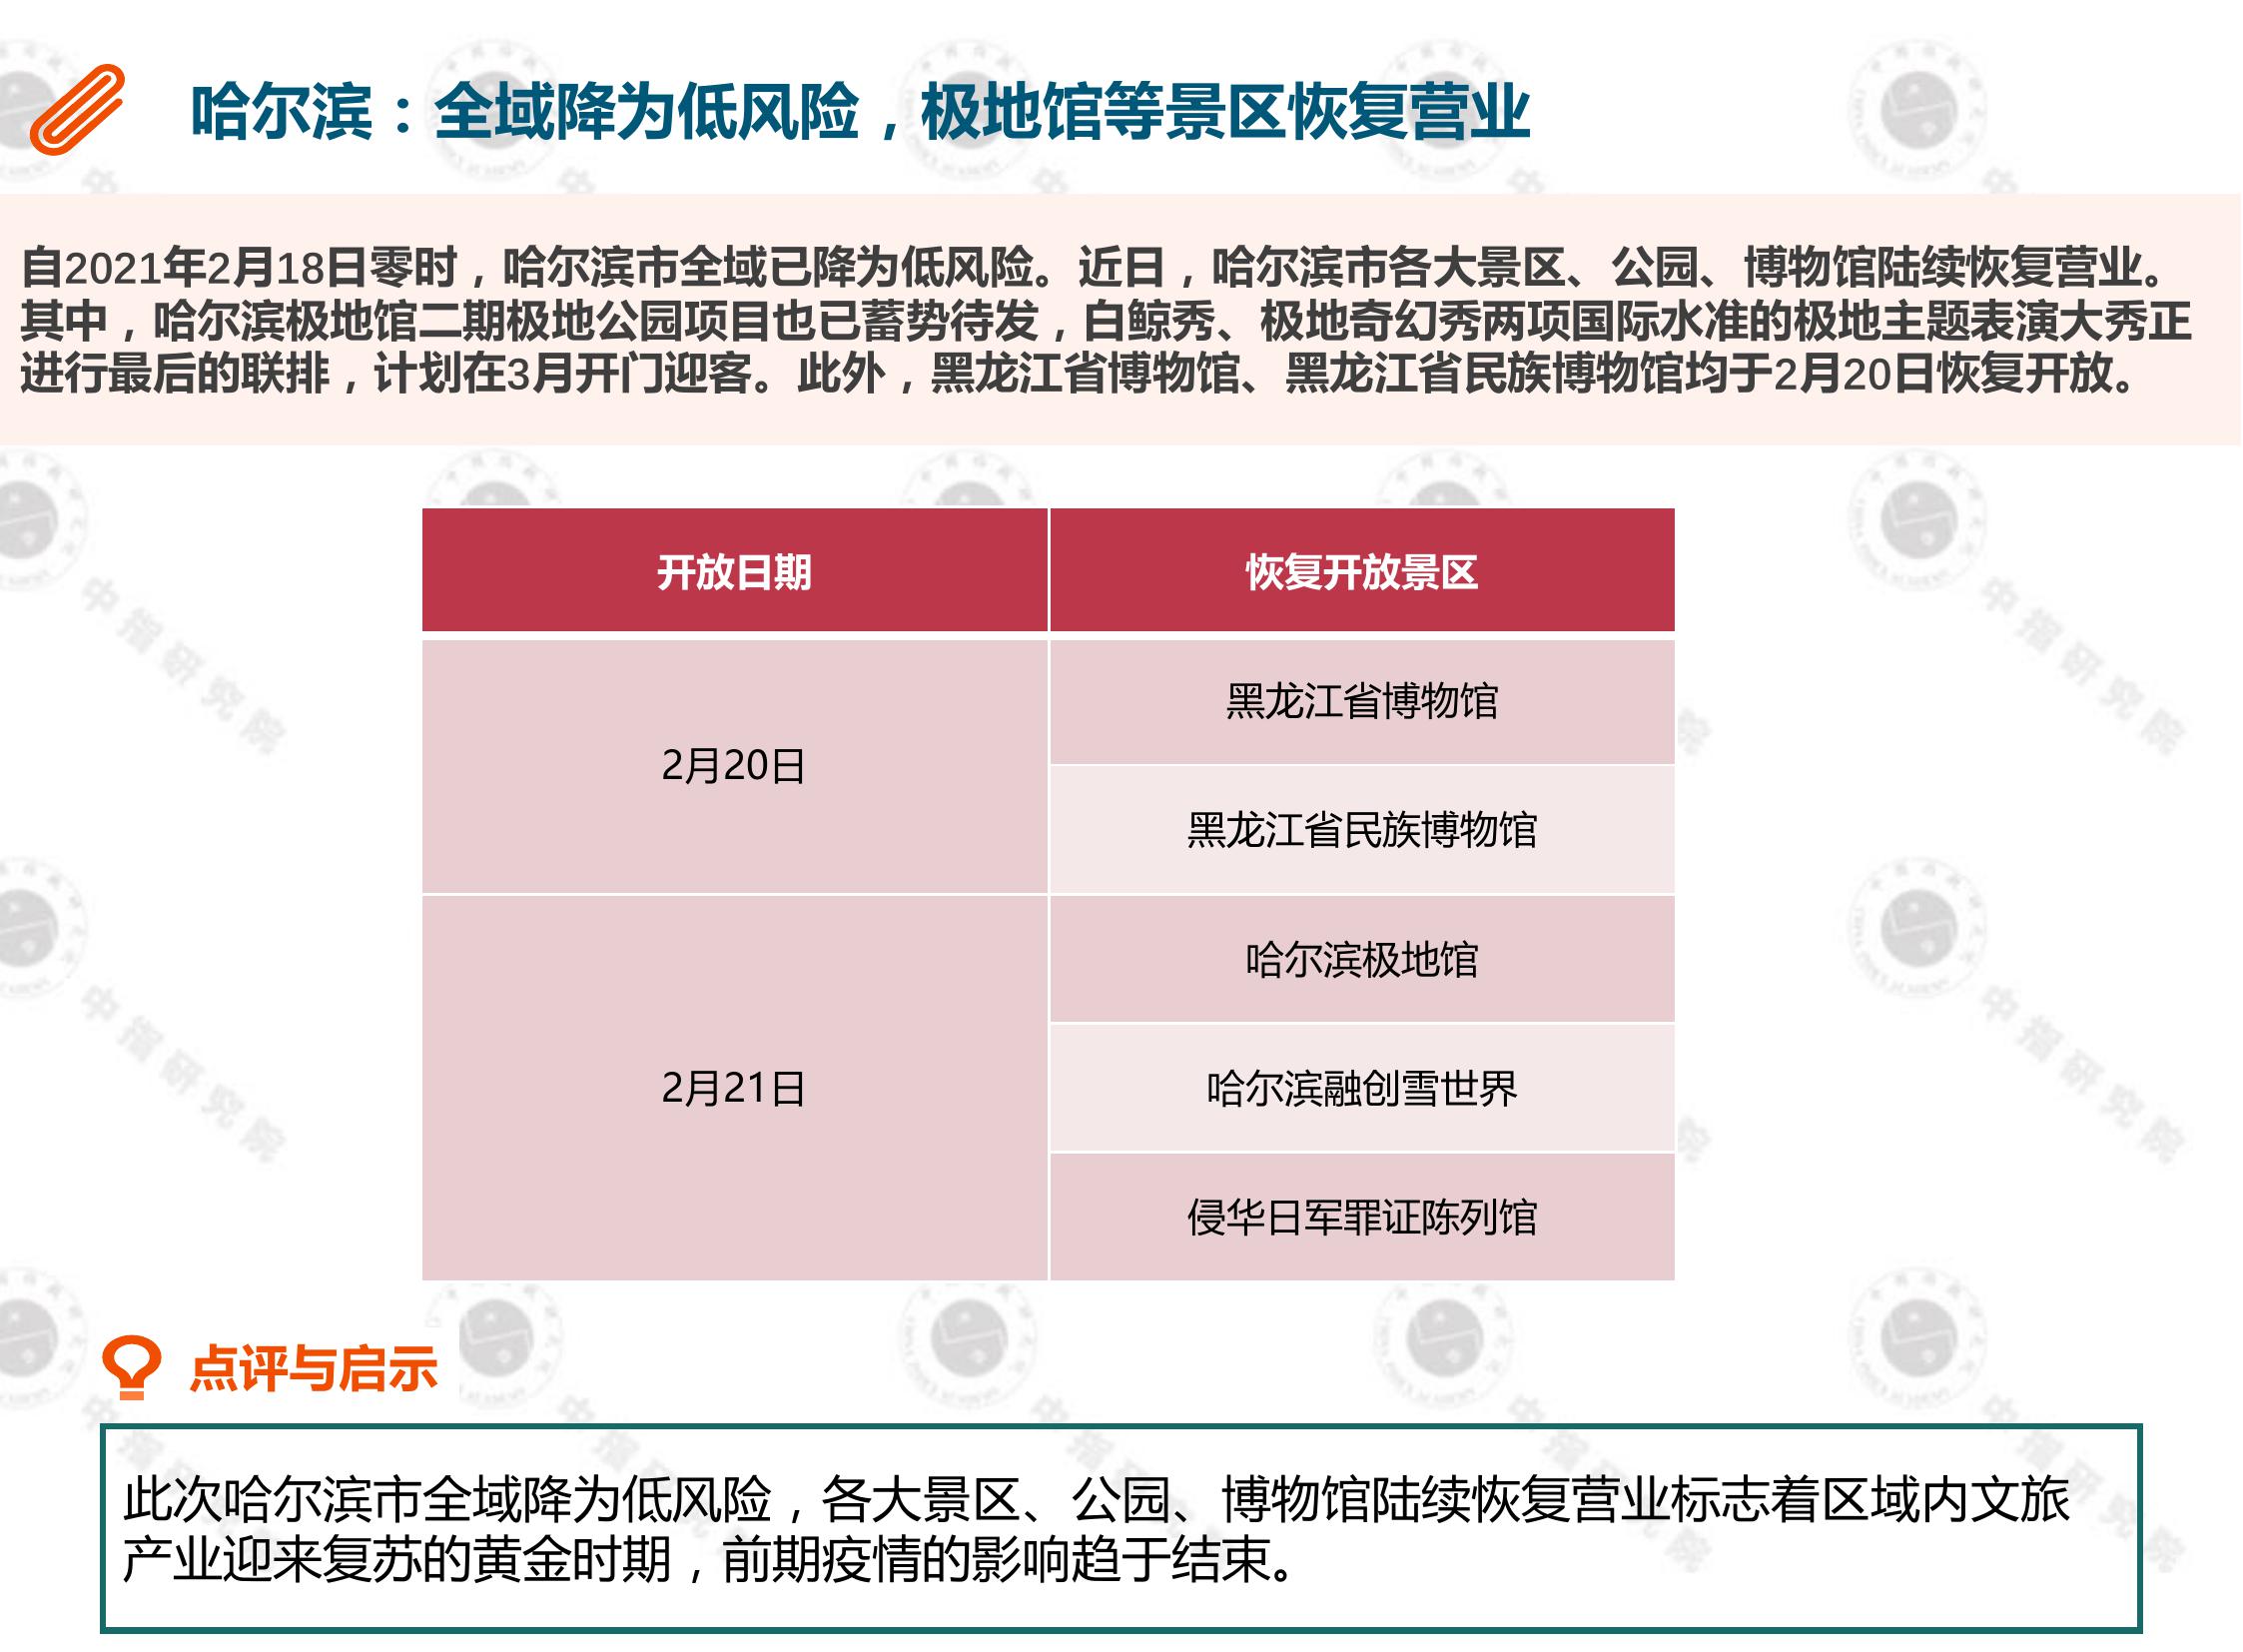 哈尔滨：全域降为低风险，极地馆等景区恢复营业
自2021年2月18日零时，哈尔滨市全域已降为低风险。近日，哈尔滨市各大景区、公园、博物馆陆续恢复营业。
其中，哈尔滨极地馆二期极地公园项目也已蓄势待发，白鲸秀、极地奇幻秀两项国际水准的极地主题表演大秀正
进行最后的联排，计划在3月开门迎客。此外，黑龙江省博物馆、黑龙江省民族博物馆均于2月20日恢复开放。
开放日期
恢复开放景区
2月20日
黑龙江省博物馆
黑龙江省民族博物馆
2月21日
哈尔滨极地馆
哈尔滨融创雪世界
侵华日军罪证陈列馆
点评与启示
此次哈尔滨市全域降为低风险，各大景区、公园、博物馆陆续恢复营业标志着区域内文旅
产业迎来复苏的黄金时期，前期疫情的影响趋于结束。
中指研究院